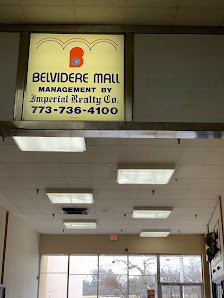 B
BELVIDERE MALL
MANAGEMENT BY
Imperial Realty Co.
773-736-4100